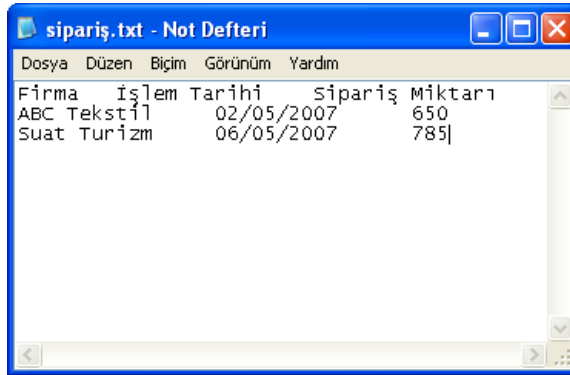 sipariş.txt - Not Defteri
Dosya Düzen Biçim Görünüm Yardım
Firma İşlem Tarihi Sipariş Miktarı
ABC Tekstil 02/05/2007 650
Suat Turizm 06/05/2007 785